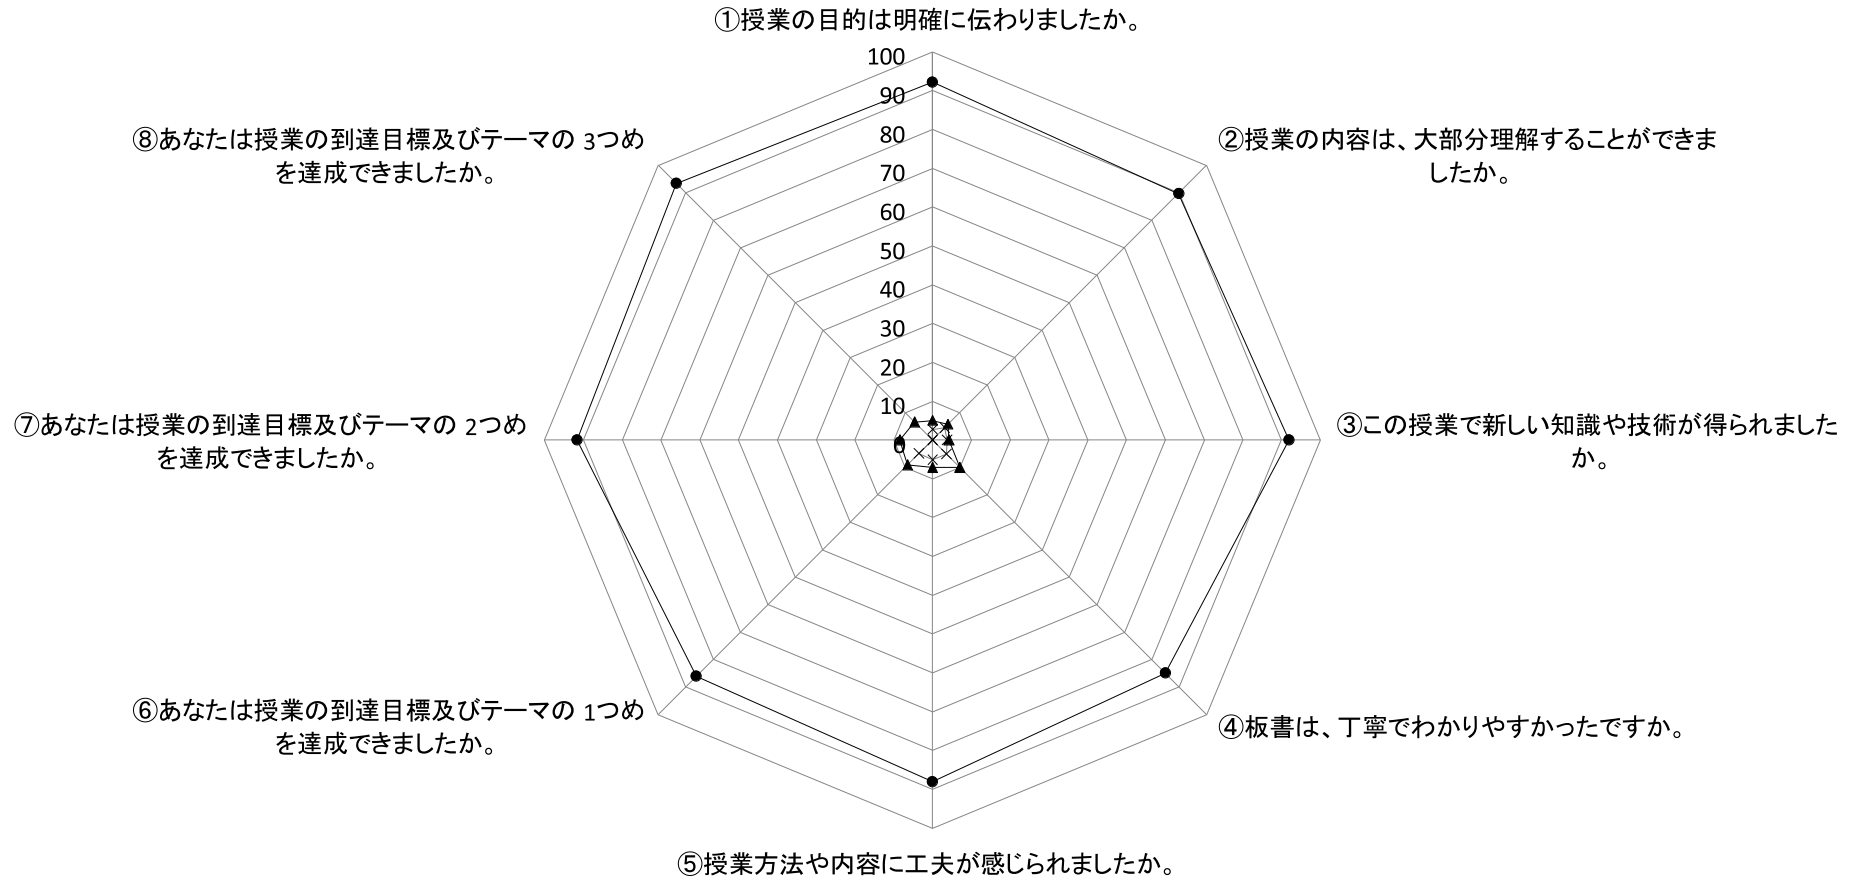 ①授業の目的は明確に伝わりましたか。
100
90
80
70
60
50
40
30
20
10
0
②授業の内容は、大部分理解することができま
したか。
③この授業で新しい知識や技術が得られました
か。
④板書は、丁寧でわかりやすかったですか。
⑤授業方法や内容に工夫が感じられましたか。
⑥あなたは授業の到達目標及びテーマの 1つめ
を達成できましたか。
⑦あなたは授業の到達目標及びテーマの 2つめ
を達成できましたか。
⑧あなたは授業の到達目標及びテーマの 3つめ
を達成できましたか。